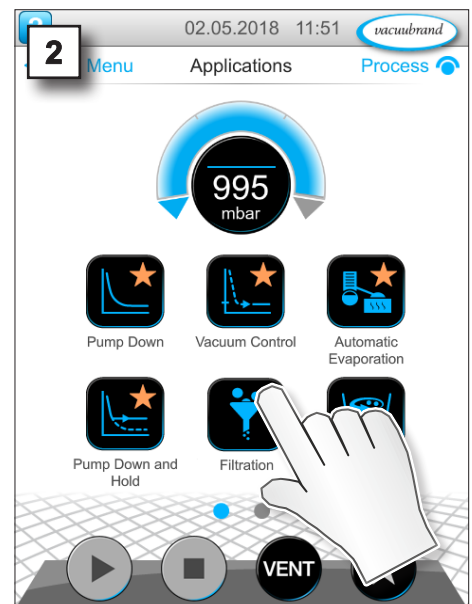 02.05.2018 11:51
vacuubrand
2
Menu
Applications
Process
995
mbar
Pump Down
Vacuum Control
Automatic
Evaporation
Pump Down and
Hold
Filtration
VENT